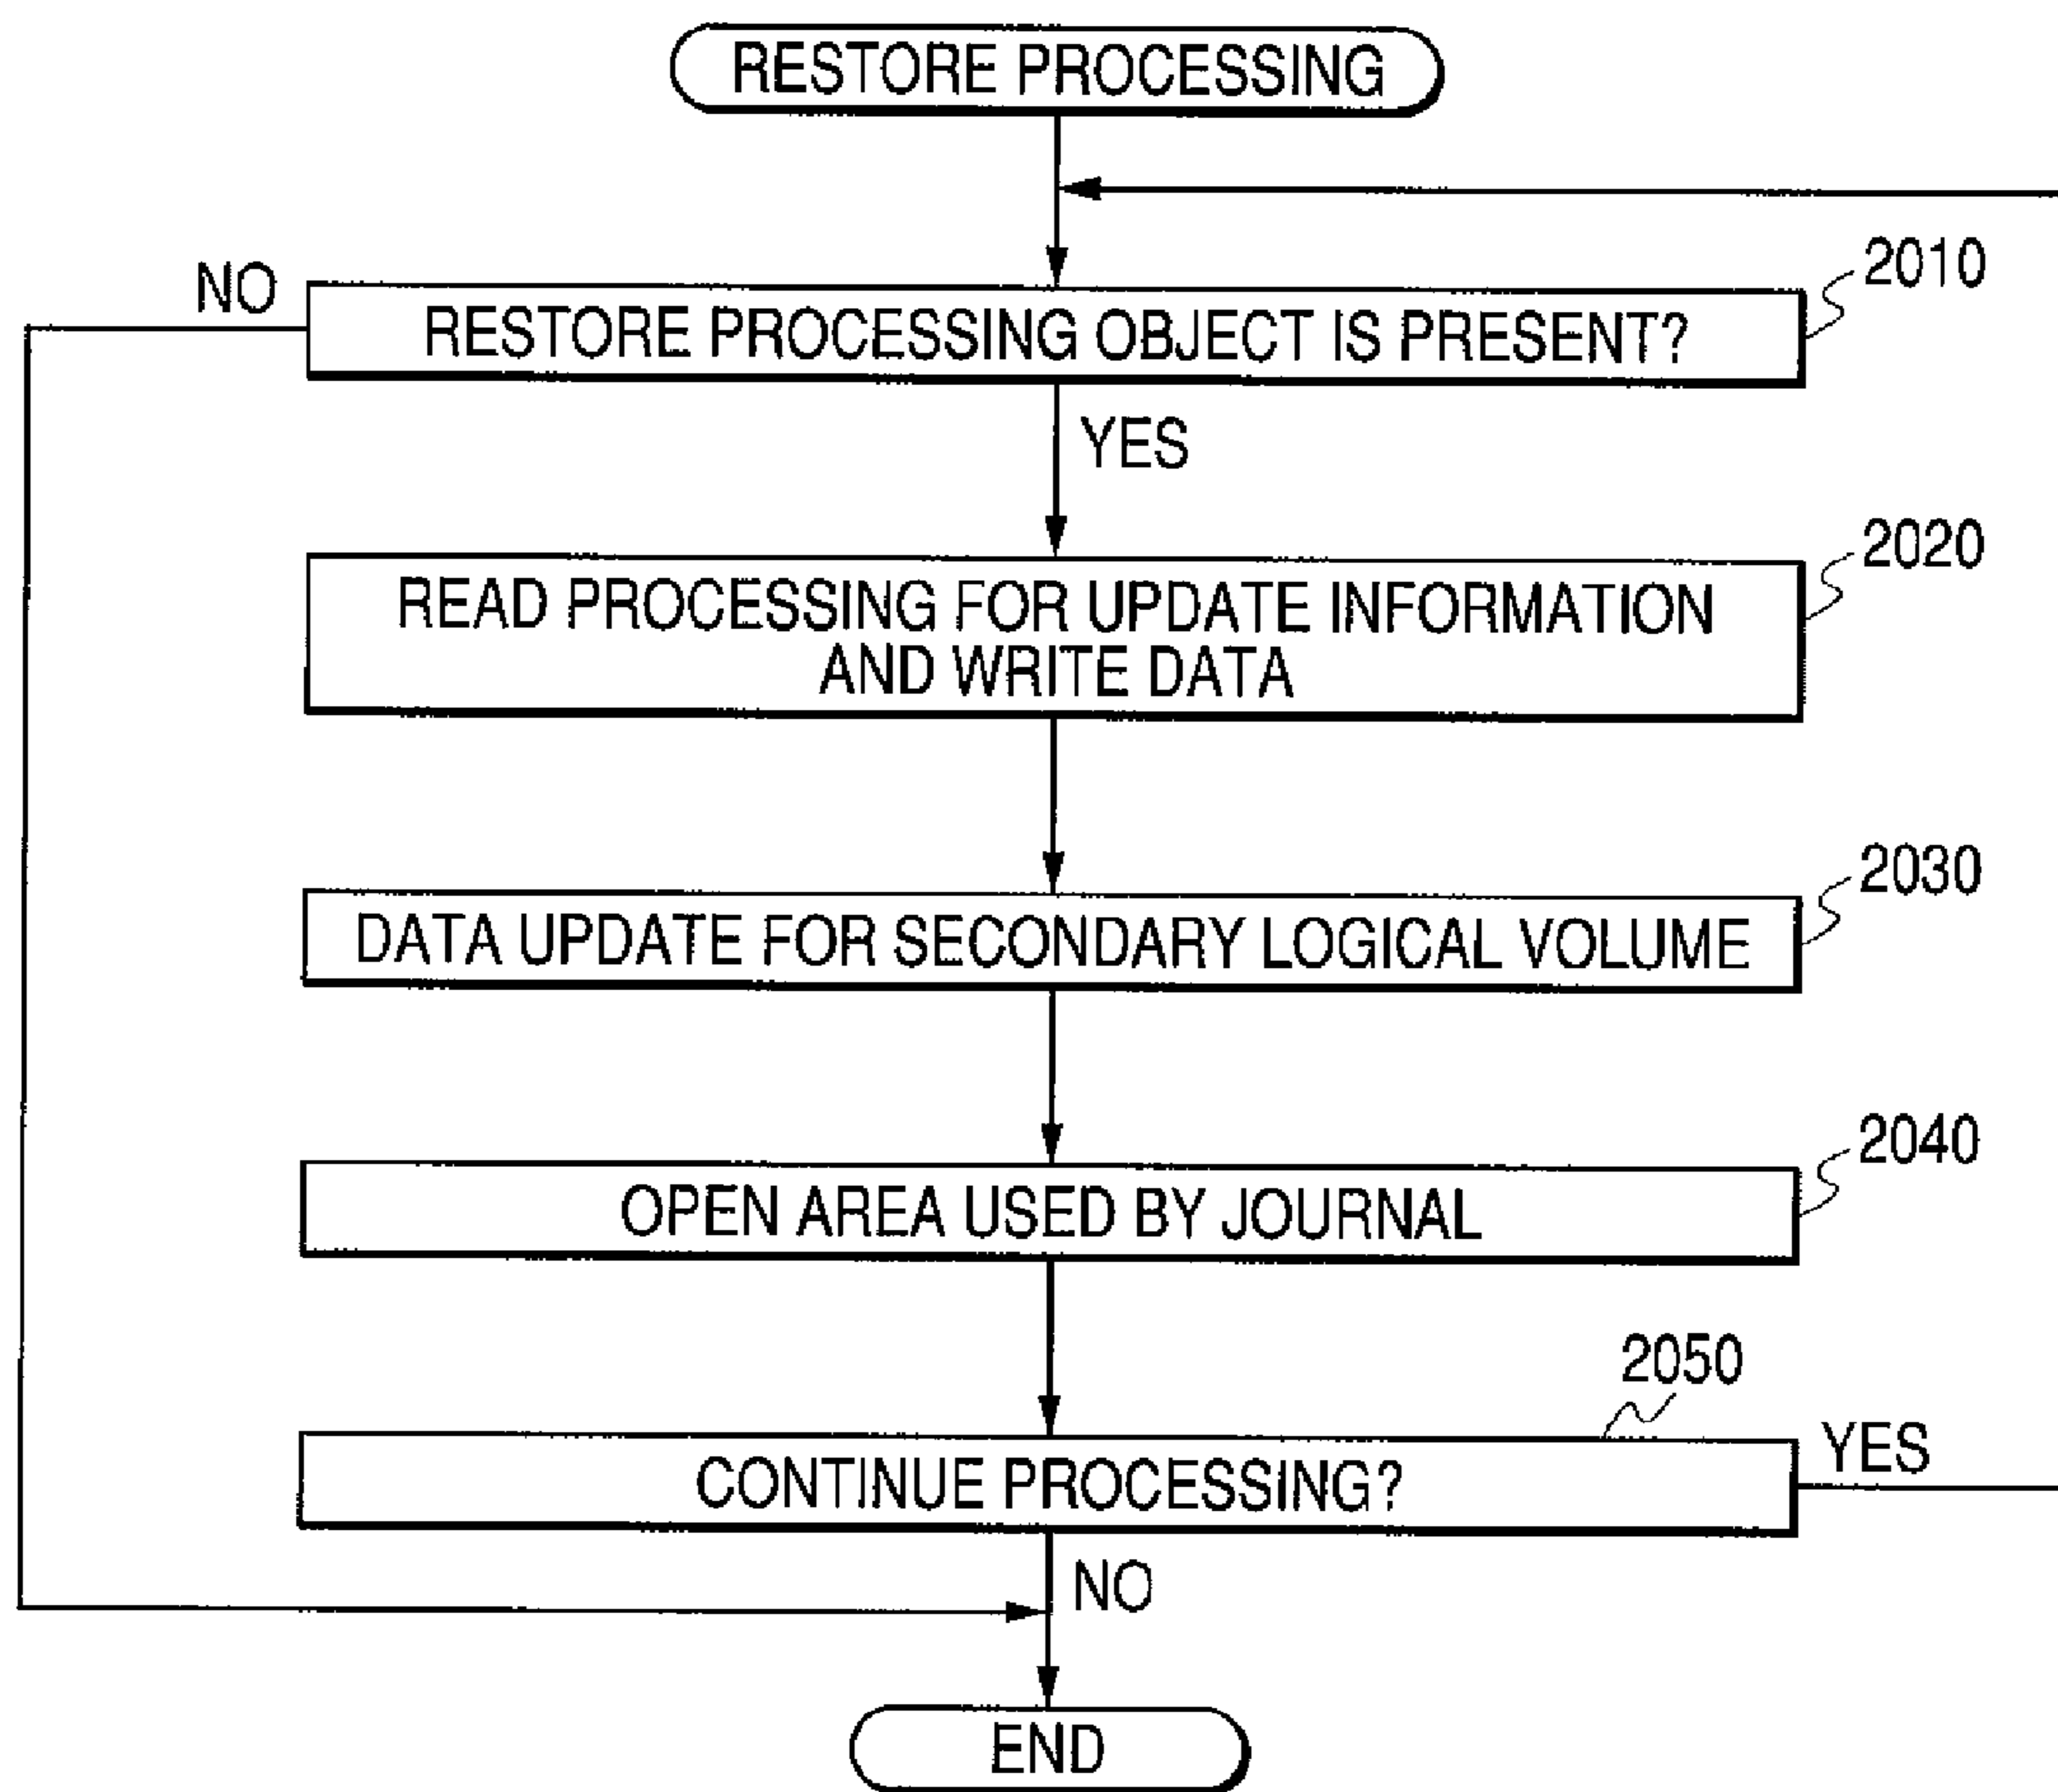 RESTORE PROCESSING
NO
2010
RESTORE PROCESSING OBJECT IS PRESENT?
YES
2020
READ PROCESSING FOR UPDATE INFORMATION
AND WRITE DATA
2030
DATA UPDATE FOR SECONDARY LOGICAL VOLUME
2040
OPEN AREA USED BY JOURNAL
2050
CONTINUE PROCESSING?
YES
NO
END